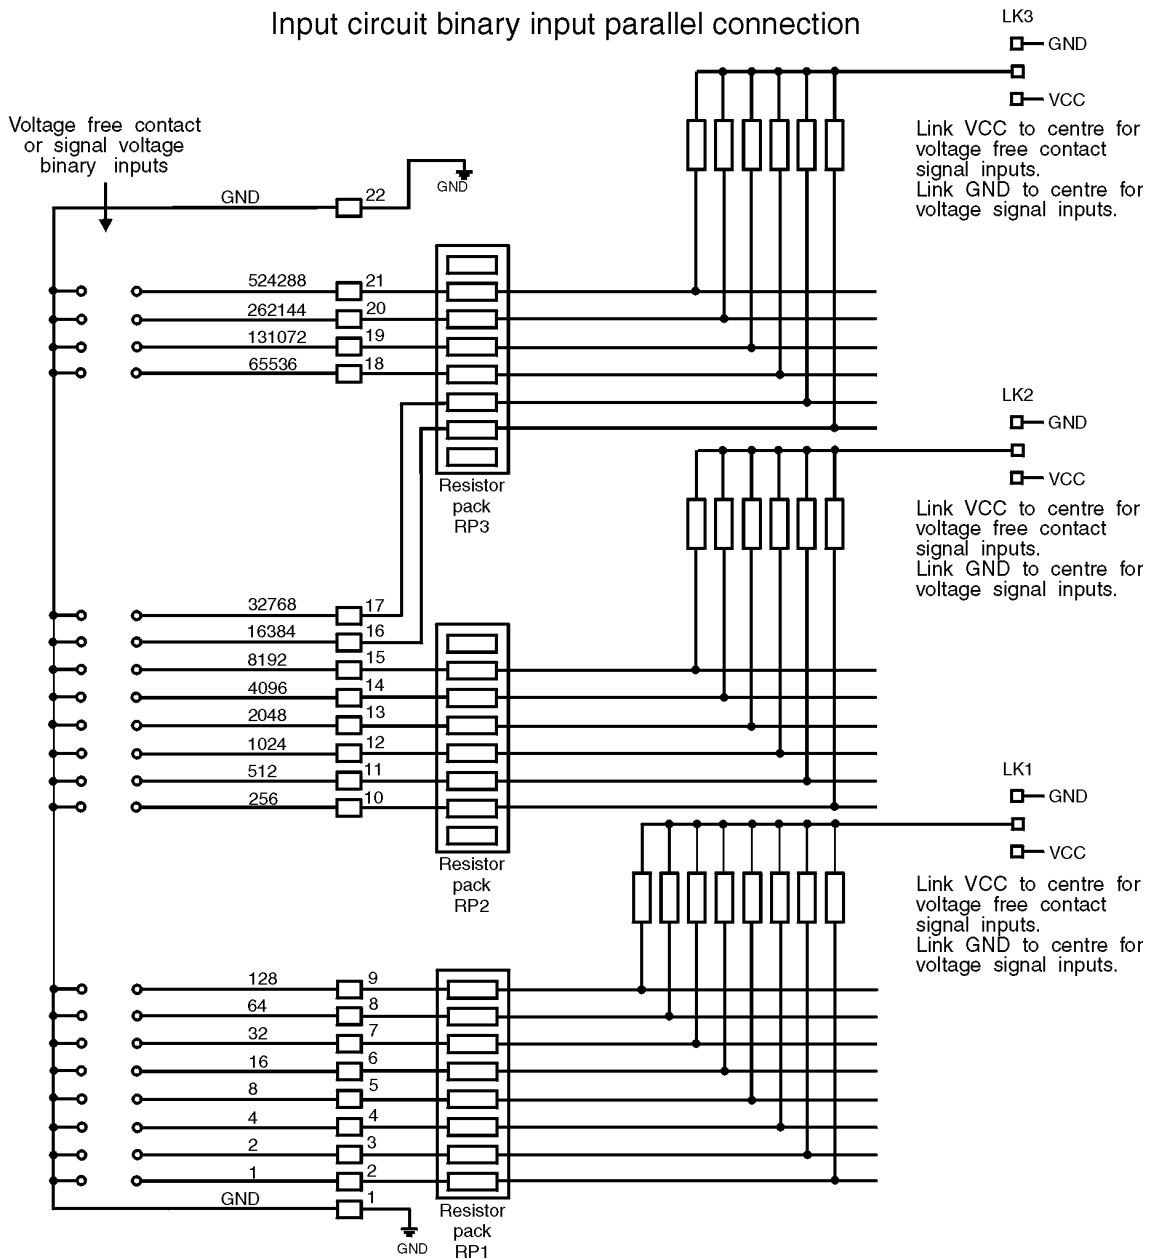 Input circuit binary input parallel connection
LK3
GND
VCC
Link VCC to centre for
voltage free contact
signal inputs.
Link GND to centre for
voltage signal inputs.
Voltage free contact
or signal voltage
binary inputs
GND
22
GND
524288
21
262144
20
131072
19
65536
18
Resistor
pack
RP3
LK2
GND
VCC
Link VCC to centre for
voltage free contact
signal inputs.
Link GND to centre for
voltage signal inputs.
32768
17
16384
16
8192
15
4096
14
2048
13
1024
12
512
11
256
10
Resistor
pack
RP2
LK1
GND
VCC
Link VCC to centre for
voltage free contact
signal inputs.
Link GND to centre for
voltage signal inputs.
128
9
64
8
32
7
16
6
8
5
4
4
2
3
1
2
GND
1
GND
Resistor
pack
RP1